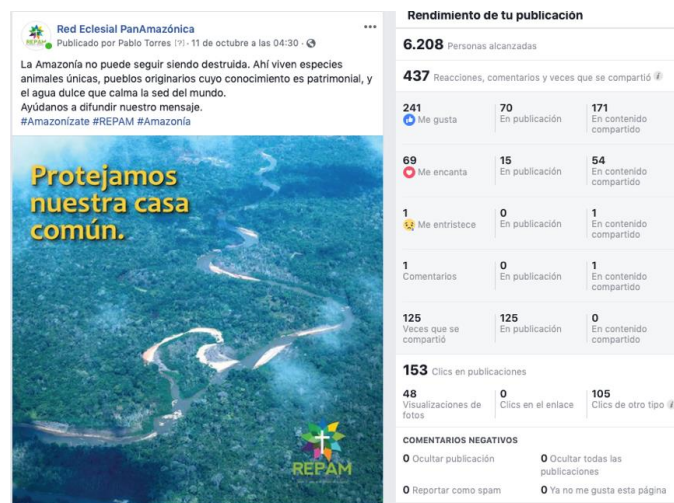 Red Eclesial PanAmazónica
Publicado por Pablo Torres [?] · 11 de octubre a las 04:30 ·
La Amazonía no puede seguir siendo destruida. Ahí viven especies
animales únicas, pueblos originarios cuyo conocimiento es patrimonial, y
el agua dulce que calma la sed del mundo.
Ayúdanos a difundir nuestro mensaje.
#Amazonízate #REPAM #Amazonía
Protejamos
nuestra casa
común.
REPAM
Rendimiento de tu publicación
6.208 Personas alcanzadas
437 Reacciones, comentarios y veces que se compartió
241 70 171
Me gusta En publicación En contenido
compartido
69 15 54
Me encanta En publicación En contenido
compartido
1 0 1
Me entristece En publicación En contenido
compartido
1 0 1
Comentarios En publicación En contenido
compartido
125 125 0
Veces que se En publicación En contenido
compartió compartido
153 Clics en publicaciones
48 0 105
Visualizaciones de Clics en el enlace Clics de otro tipo
fotos
COMENTARIOS NEGATIVOS
0 Ocultar publicación 0 Ocultar todas las
publicaciones
0 Reportar como spam 0 Ya no me gusta esta página